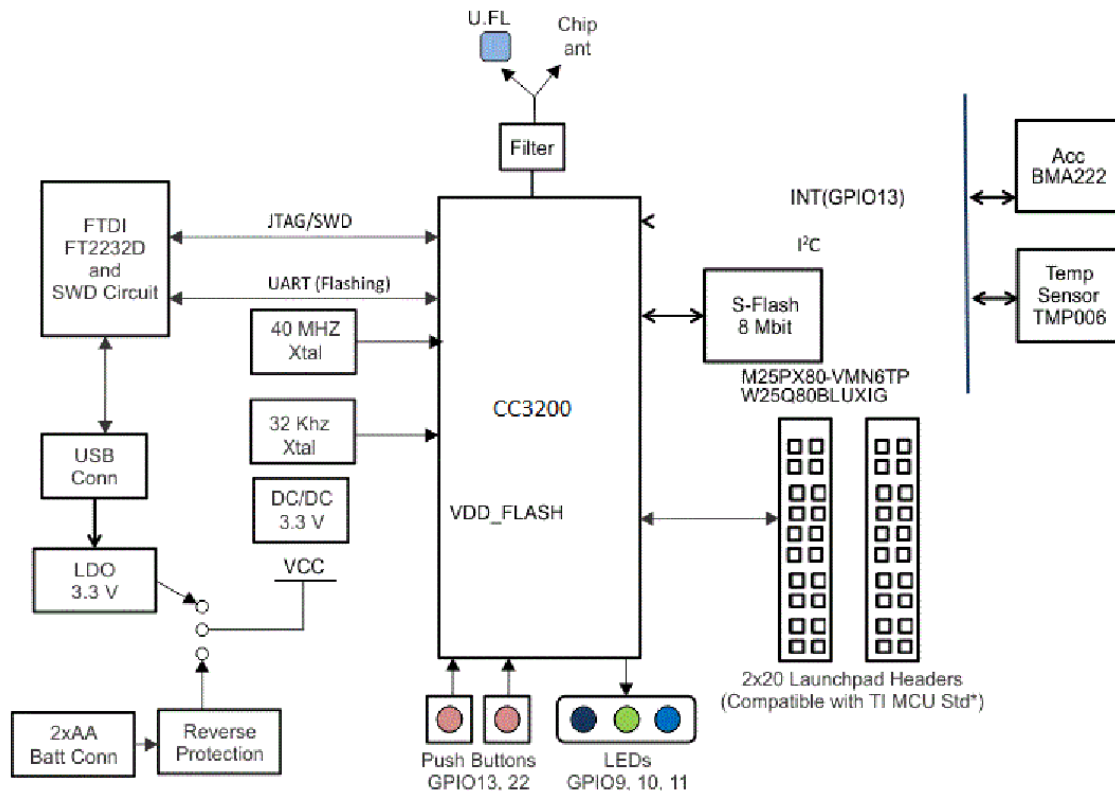 U.FL
Chip
ant
Filter
Acc
BMA222
INT(GPIO13)
FTDI
FT2232D
and
SWD Circuit
JTAG/SWD
I²C
UART (Flashing)
S-Flash
8 Mbit
Temp
Sensor
TMP006
40 MHZ
Xtal
M25PX80-VMN6TP
W25Q80BLUXIG
CC3200
32 Khz
Xtal
USB
Conn
DC/DC
3.3 V
VDD_FLASH
LDO
3.3 V
VCC
2x20 Launchpad Headers
(Compatible with TI MCU Std*)
2xAA
Batt Conn
Reverse
Protection
Push Buttons
GPIO13, 22
LEDs
GPIO9, 10, 11